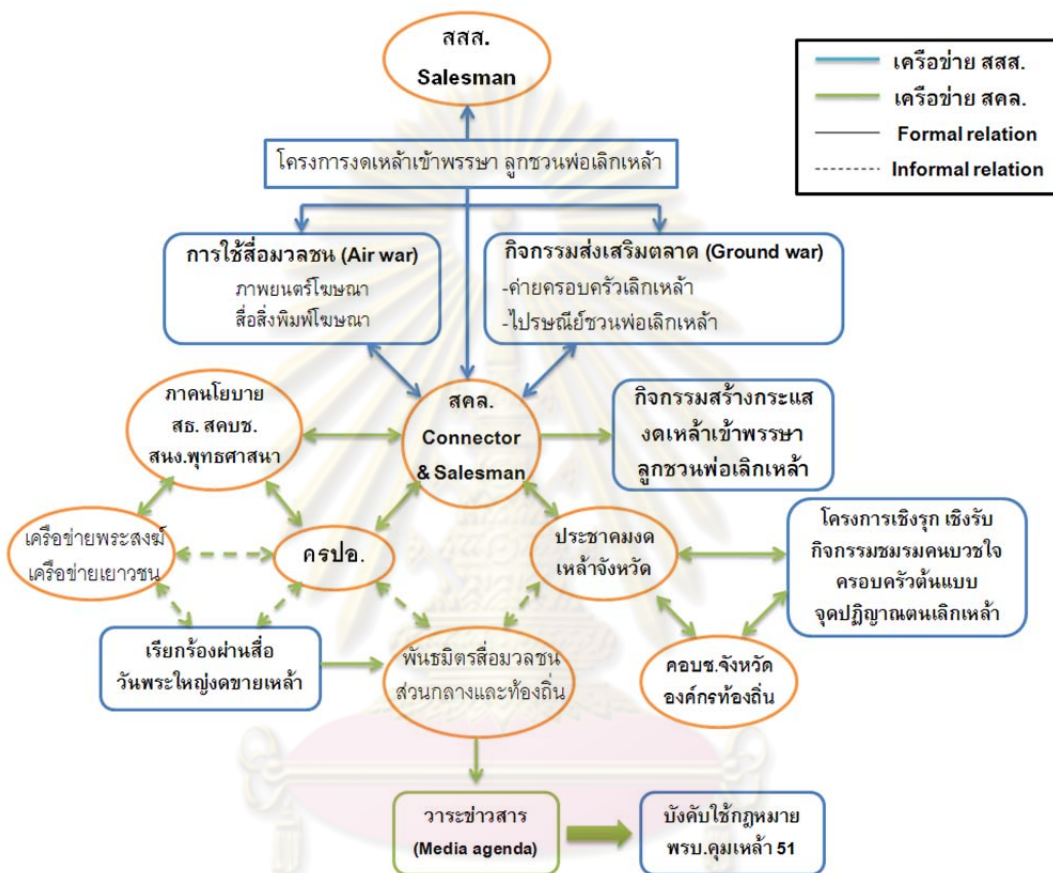 สสส.
Salesman
เครือข่าย สสส.
เครือข่าย สคล.
Formal relation
Informal relation
โครงการงดเหล้าเข้าพรรษา ลูกชวนพ่อเลิกเหล้า
การใช้สื่อมวลชน (Air war)
ภาพยนตร์โฆษณา
สื่อสิ่งพิมพ์โฆษณา
กิจกรรมส่งเสริมตลาด (Ground war)
-ค่ายครอบครัวเลิกเหล้า
-ไปรษณีย์ชวนพ่อเลิกเหล้า
ภาคนโยบาย
สธ. สคบช.
สนง.พุทธศาสนา
สคล.
Connector
& Salesman
กิจกรรมสร้างกระแส
งดเหล้าเข้าพรรษา
ลูกชวนพ่อเลิกเหล้า
เครือข่ายพระสงฆ์
เครือข่ายเยาวชน
ครปอ.
ประชาคมงด
เหล้าจังหวัด
โครงการเชิงรุก เชิงรับ
กิจกรรมชมรมคนบวชใจ
ครอบครัวต้นแบบ
จุดปฏิญาณตนเลิกเหล้า
เรียกร้องผ่านสื่อ
วันพระใหญ่งดขายเหล้า
พันธมิตรสื่อมวลชน
ส่วนกลางและท้องถิ่น
คอบช.จังหวัด
องค์กรท้องถิ่น
วาระข่าวสาร
(Media agenda)
บังคับใช้กฎหมาย
พรบ.คุมเหล้า 51